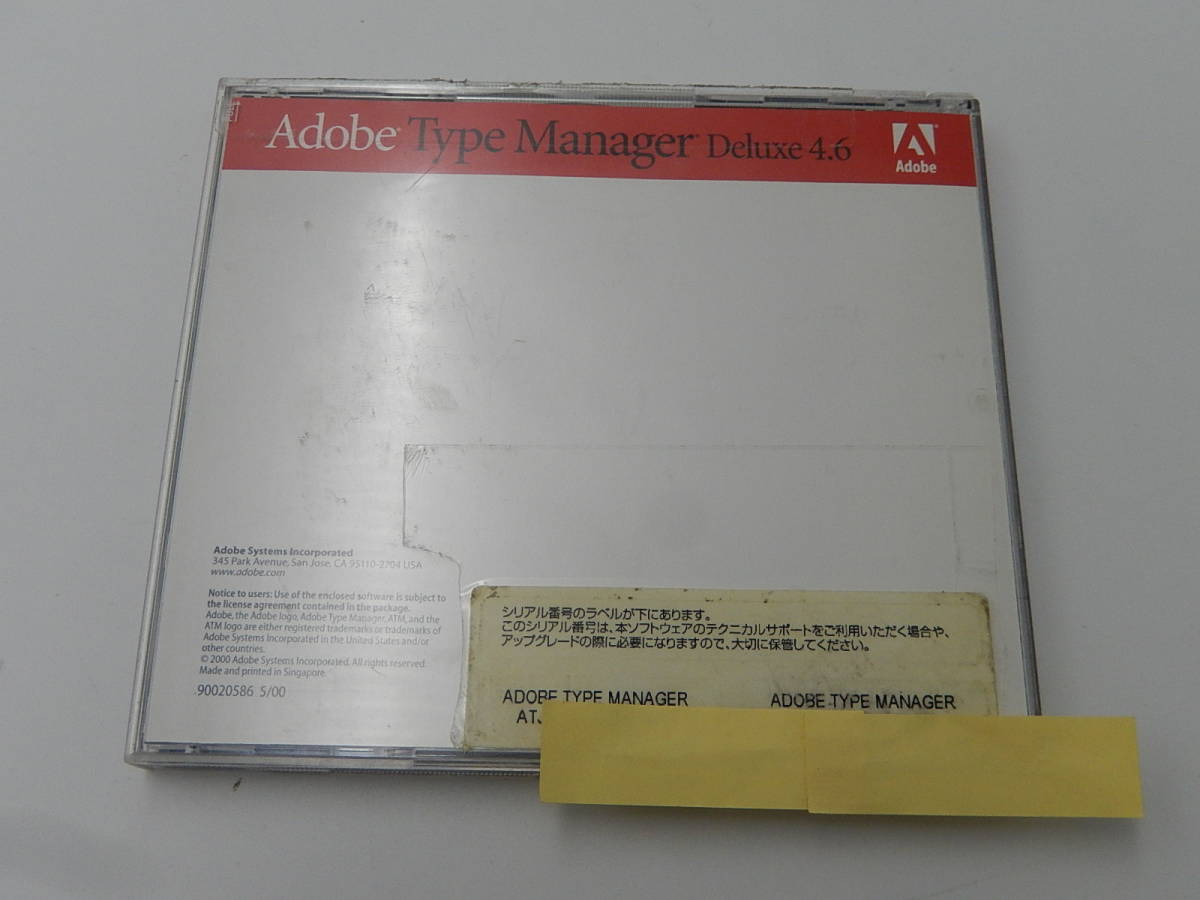 Adobe® Type Manager® Deluxe 4.6
Adobe
Adobe Systems Incorporated
345 Park Avenue, San Jose, CA 95110-2704 USA
www.adobe.com
Notice to users: Use of the enclosed software is subject to
the license agreement contained in the package.
Adobe, the Adobe logo, Adobe Type Manager, ATM, and the
ATM logo are either registered trademarks or trademarks of
Adobe Systems Incorporated in the United States and/or
other countries.
© 2000 Adobe Systems Incorporated. All rights reserved.
Made and printed in Singapore.
90020586 5/00
シリアル番号のラベルが下にあります。
このシリアル番号は、本ソフトウェアのテクニカルサポートをご利用いただく場合や、
アップグレードの際に必要になりますので、大切に保管してください。
ADOBE TYPE MANAGER ADOBE TYPE MANAGER